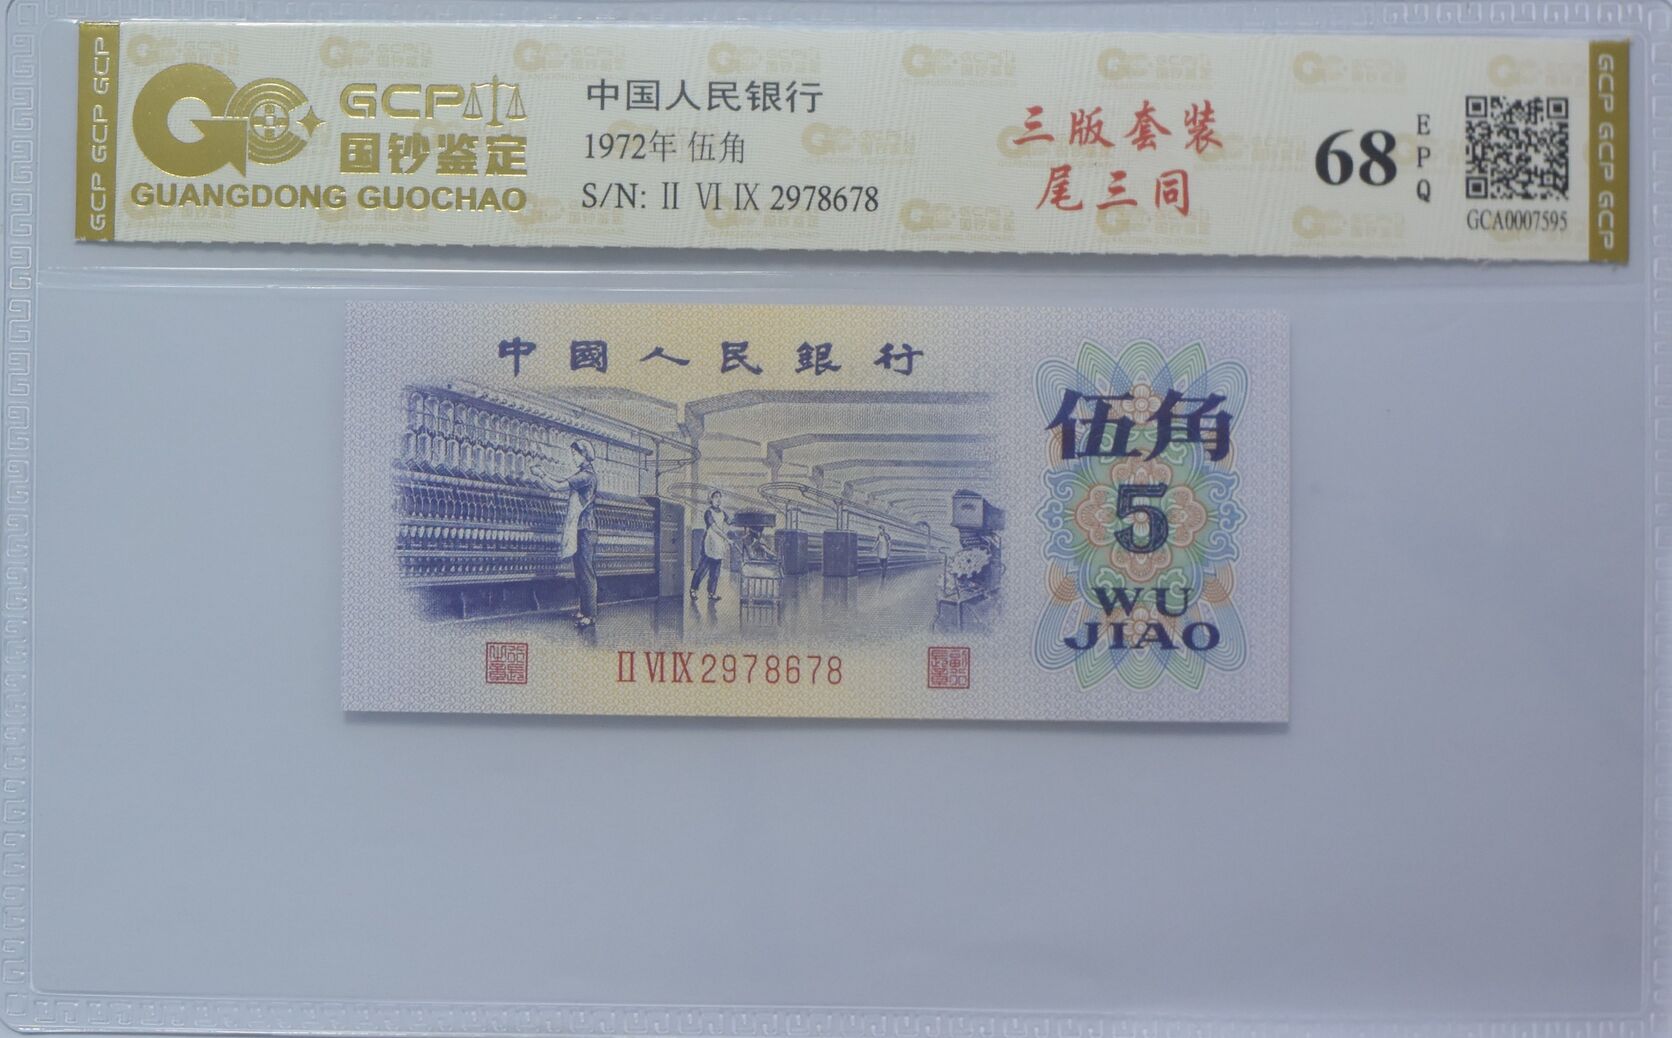 GCP GCP GCP
GCP
国钞鉴定
GUANGDONG GUOCHAO
中国人民银行
1972年 伍角
S/N: II VI IX 2978678
三版套装
尾三同
68
EPQ
GCA0007595
GCP GCP GCP
中國人民銀行
伍角
5
WU
JIAO
II VI IX 2978678